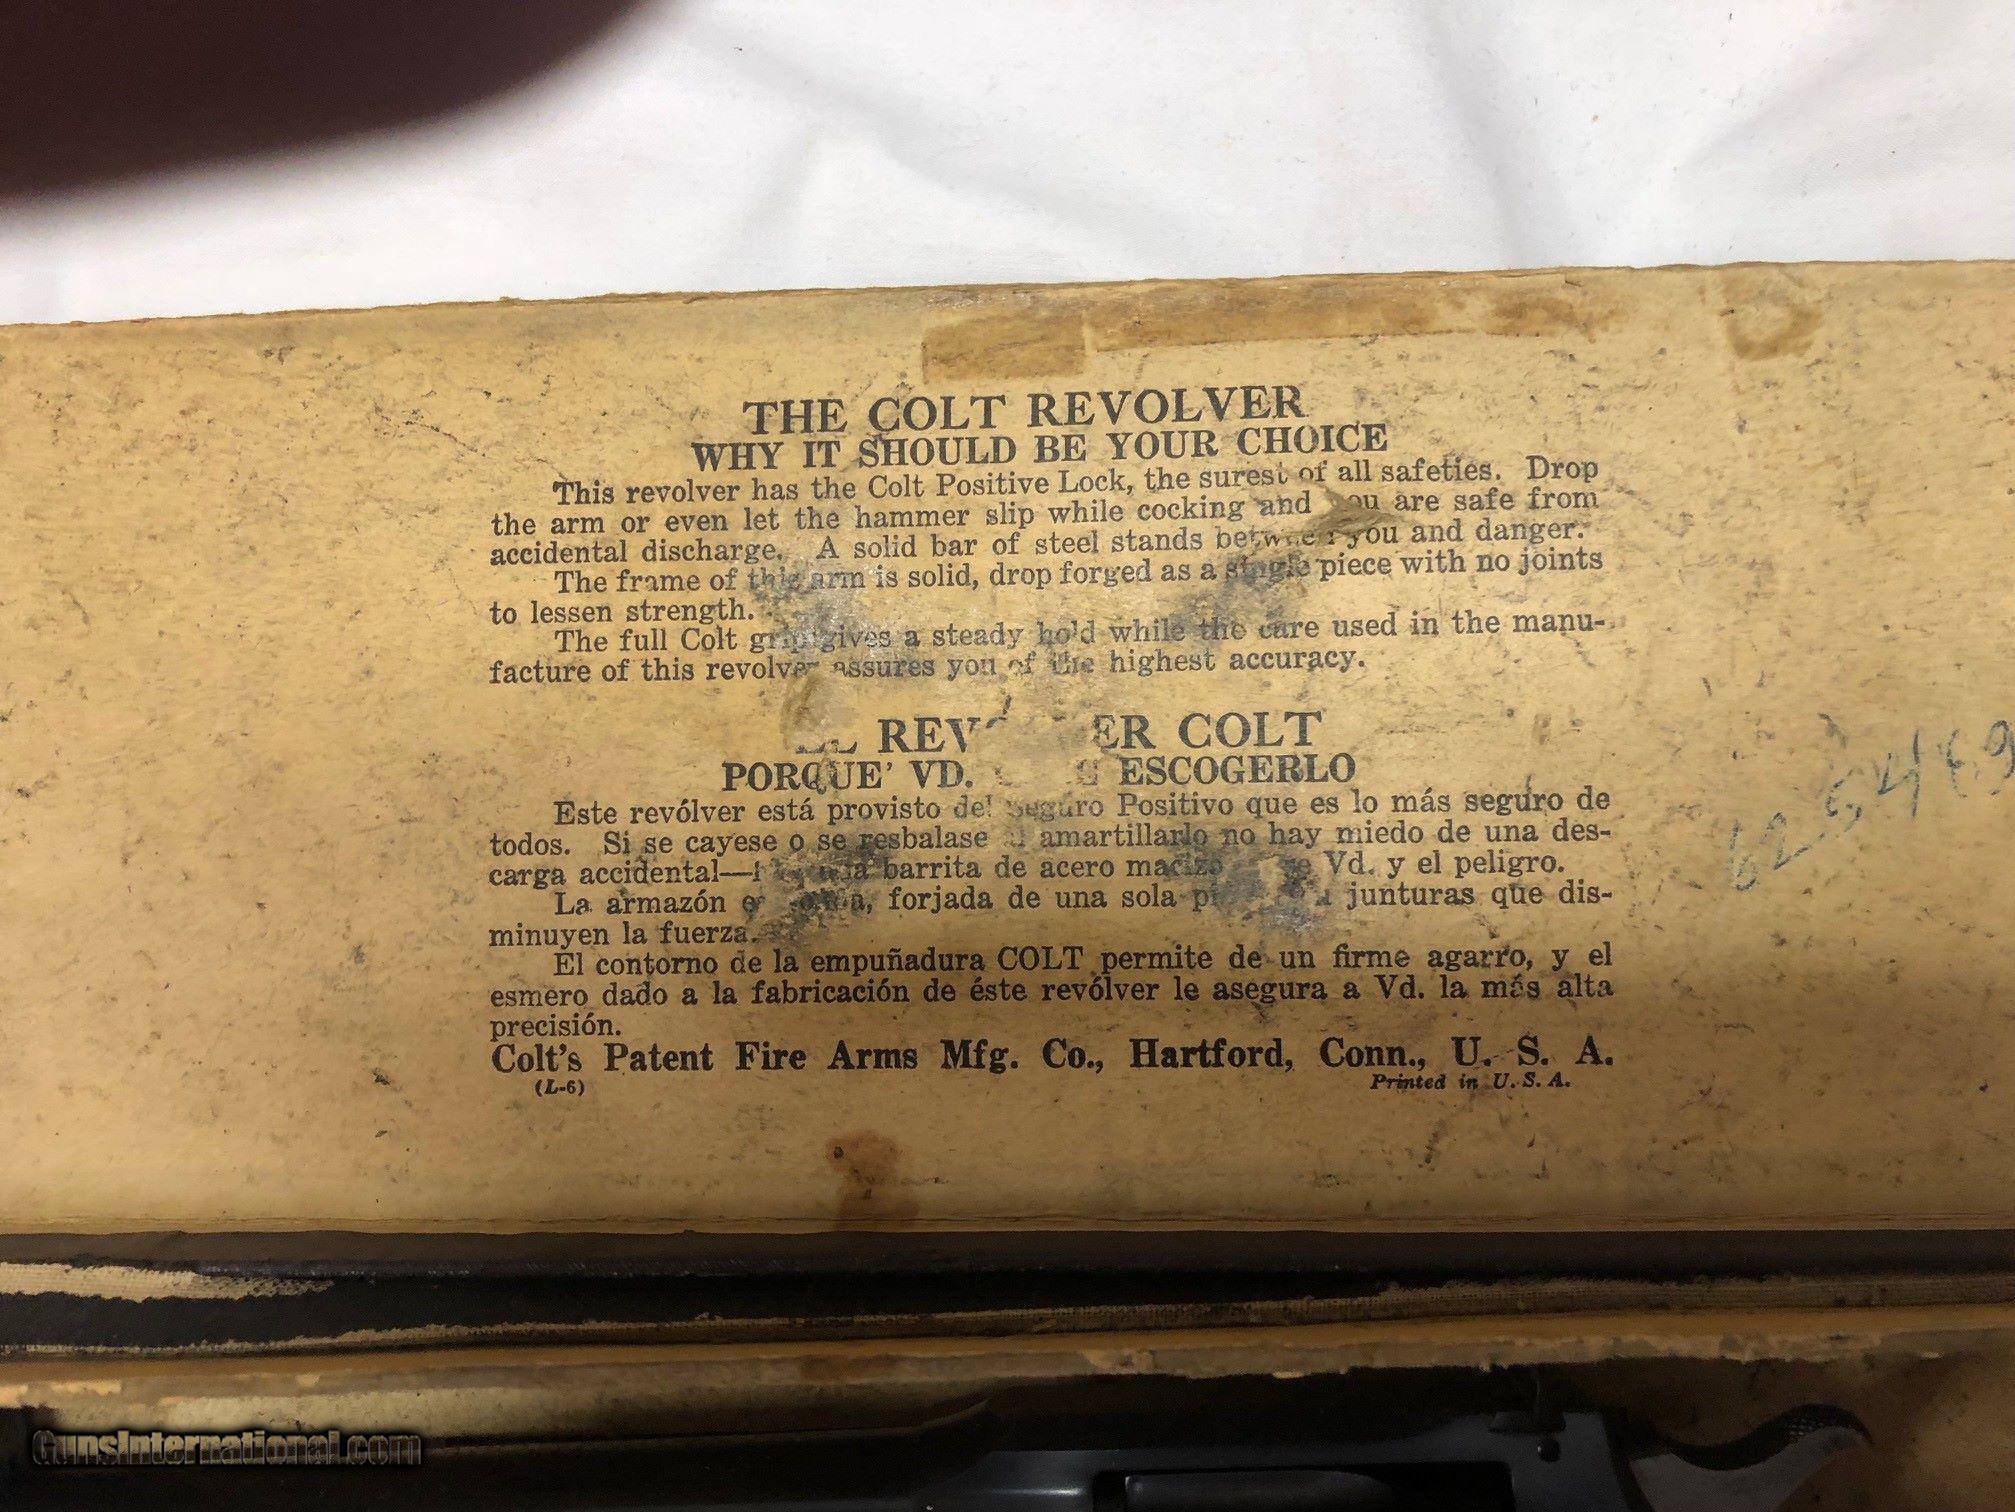 THE COLT REVOLVER
WHY IT SHOULD BE YOUR CHOICE
This revolver has the Colt Positive Lock, the surest of all safeties. Drop
the arm or even let the hammer slip while cocking and you are safe from
accidental discharge. A solid bar of steel stands between you and danger.
The frame of this arm is solid, drop forged as a single piece with no joints
to lessen strength.
The full Colt grip gives a steady hold while the care used in the manu-
facture of this revolver assures you of the highest accuracy.
REV ER COLT
PORQUE' VD. ESCOGERLO
Este revólver está provisto del Seguro Positivo que es lo más seguro de
todos. Si se cayese o se resbalase al amartillarlo no hay miedo de una des-
carga accidental— barrita de acero macizo Vd. y el peligro.
La armazón forjada de una sola junturas que dis-
minuyen la fuerza.
El contorno de la empuñadura COLT permite de un firme agarro, y el
esmero dado a la fabricación de éste revólver le asegura a Vd. la más alta
precisión.
Colt's Patent Fire Arms Mfg. Co., Hartford, Conn., U. S. A.
(L-6) Printed in U. S. A.
GunsInternational.com